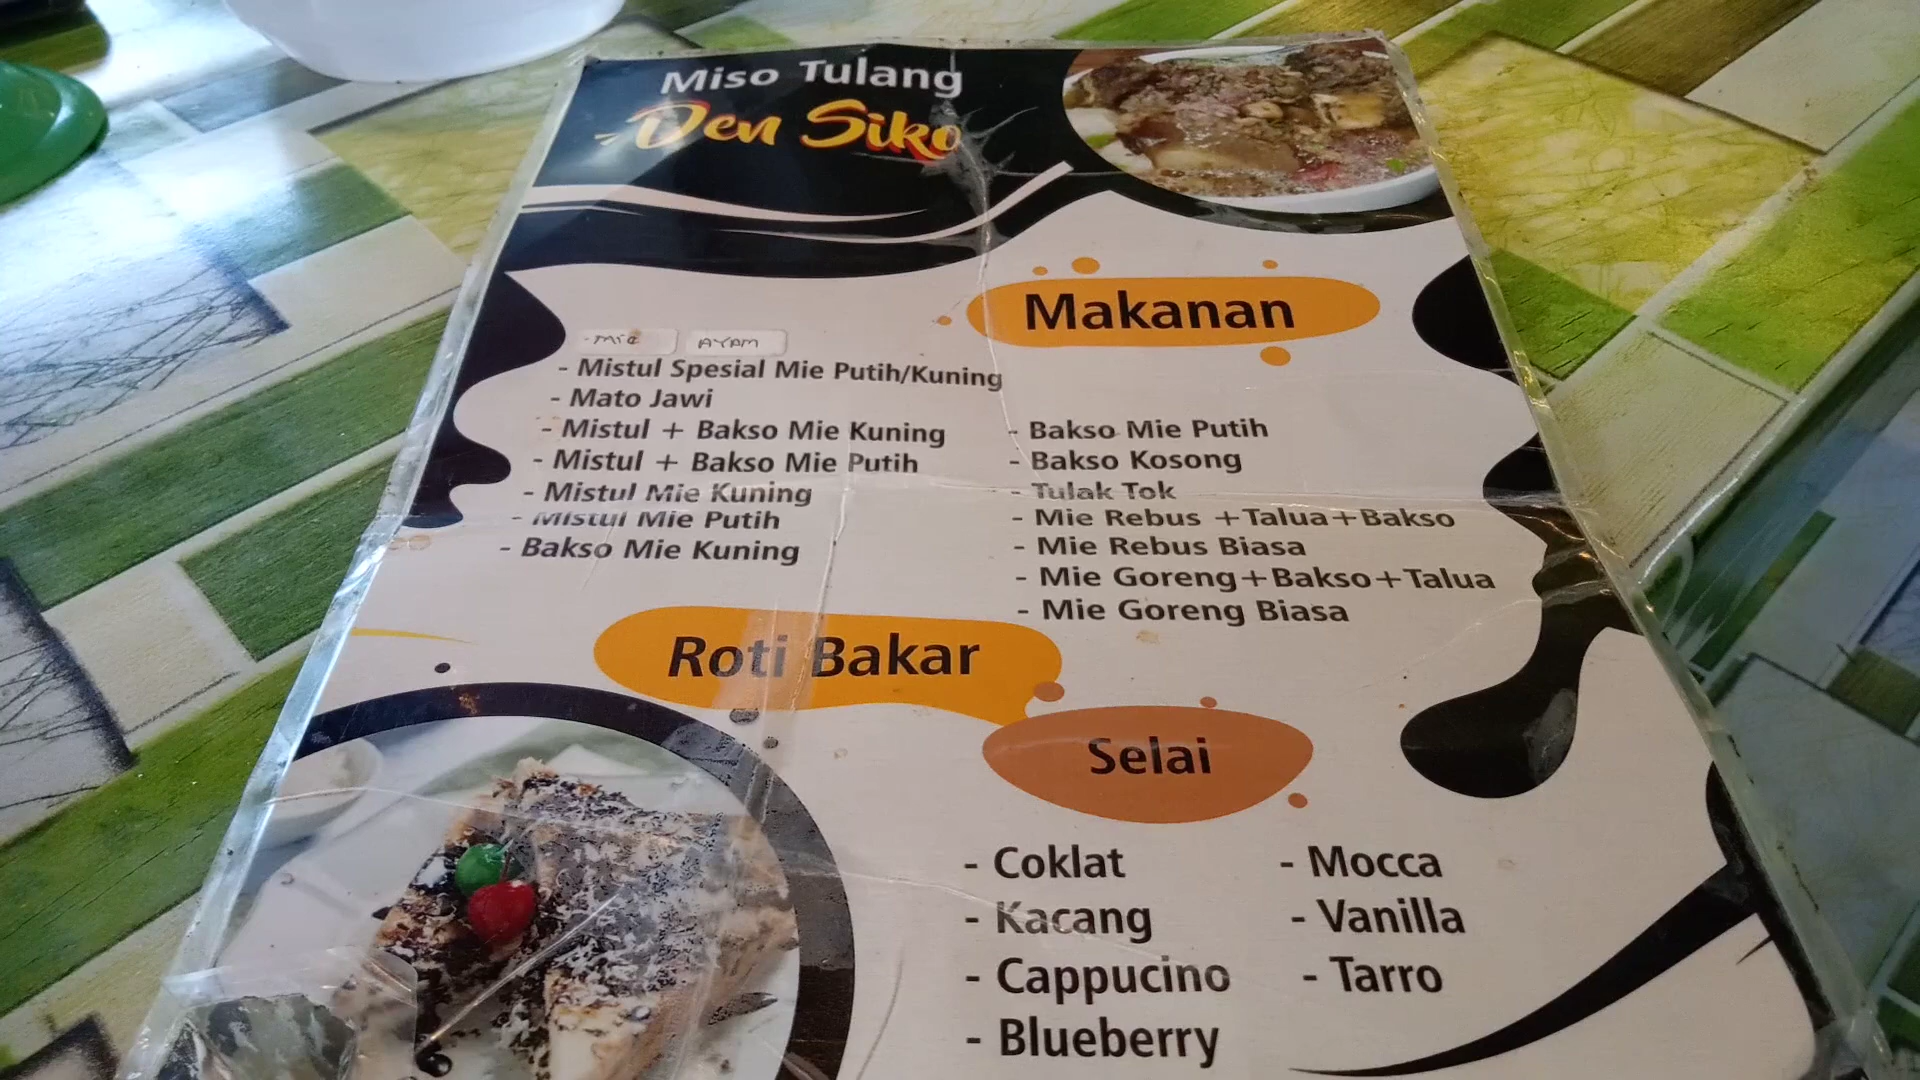 Miso Tulang
Den Siko
Makanan
Mie AYAM
- Mistul Spesial Mie Putih/Kuning
- Mato Jawi
- Mistul + Bakso Mie Kuning
- Mistul + Bakso Mie Putih
- Mistul Mie Kuning
- Mistul Mie Putih
- Bakso Mie Kuning
- Bakso Mie Putih
- Bakso Kosong
- Tulak Tok
- Mie Rebus +Talua+Bakso
- Mie Rebus Biasa
- Mie Goreng+Bakso+Talua
- Mie Goreng Biasa
Roti Bakar
Selai
- Coklat
- Kacang
- Cappucino
- Blueberry
- Mocca
- Vanilla
- Tarro